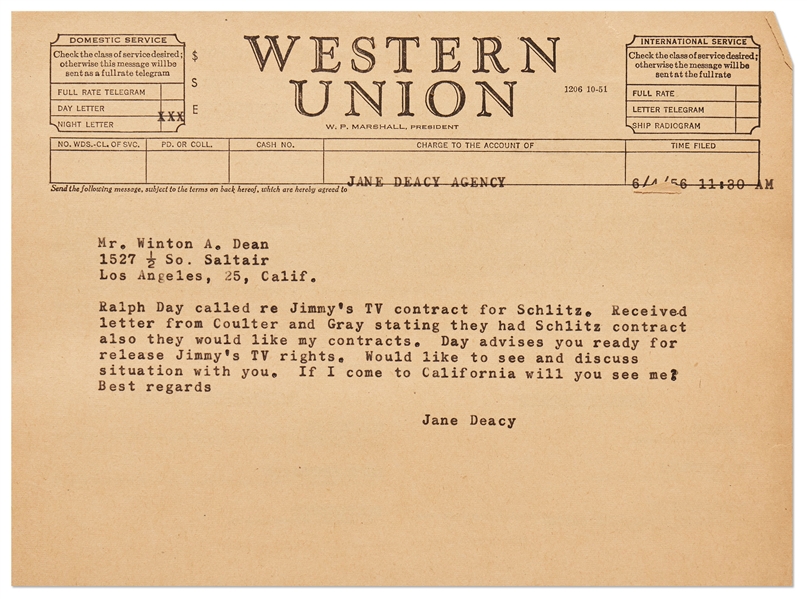 DOMESTIC SERVICE
Check the class of service desired;
otherwise this message will be
sent as a full rate telegram
FULL RATE TELEGRAM
DAY LETTER XXX
NIGHT LETTER
$
S
E
WESTERN
UNION
W. P. MARSHALL, PRESIDENT
1206 10-51
INTERNATIONAL SERVICE
Check the class of service desired;
otherwise the message will be
sent at the full rate
FULL RATE
LETTER TELEGRAM
SHIP RADIOGRAM
NO. WDS.-CL. OF SVC. PD. OR COLL. CASH NO. CHARGE TO THE ACCOUNT OF TIME FILED
JANE DEACY AGENCY 6/4/56 11:30 AM
Send the following message, subject to the terms on back hereof, which are hereby agreed to
Mr. Winton A. Dean
1527 ½ So. Saltair
Los Angeles, 25, Calif.
Ralph Day called re Jimmy's TV contract for Schlitz. Received
letter from Coulter and Gray stating they had Schlitz contract
also they would like my contracts. Day advises you ready for
release Jimmy's TV rights. Would like to see and discuss
situation with you. If I come to California will you see me?
Best regards
Jane Deacy